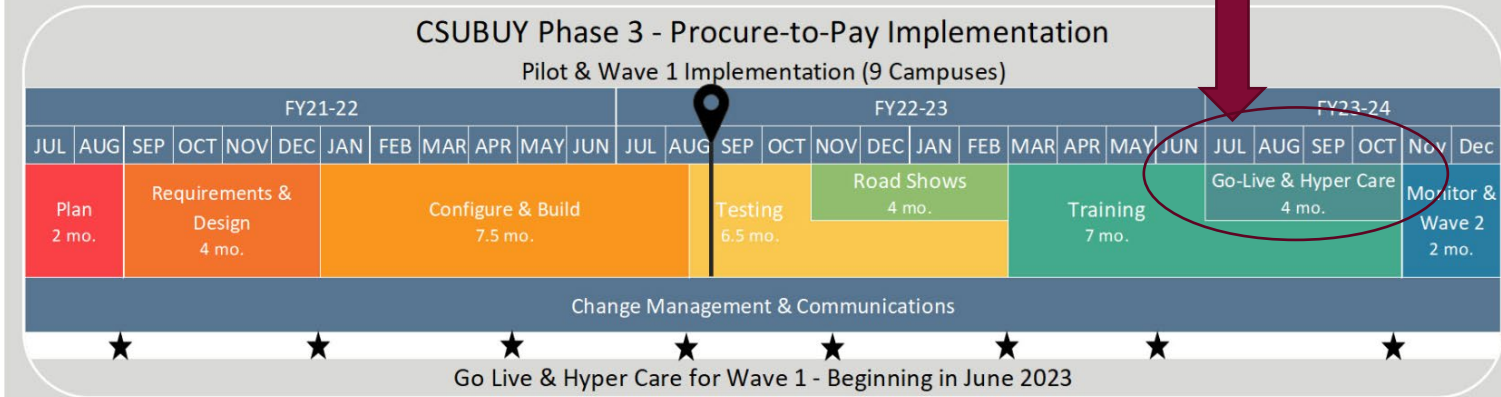 CSUBUY Phase 3 - Procure-to-Pay Implementation
Pilot & Wave 1 Implementation (9 Campuses)
FY21-22 FY22-23 FY23-24
JUL AUG SEP OCT NOV DEC JAN FEB MAR APR MAY JUN JUL AUG SEP OCT NOV DEC JAN FEB MAR APR MAY JUN JUL AUG SEP OCT Nov Dec
Plan
2 mo.
Requirements &
Design
4 mo.
Configure & Build
7.5 mo.
Testing
6.5 mo.
Road Shows
4 mo.
Training
7 mo.
Go-Live & Hyper Care
4 mo.
Monitor &
Wave 2
2 mo.
Change Management & Communications
Go Live & Hyper Care for Wave 1 - Beginning in June 2023